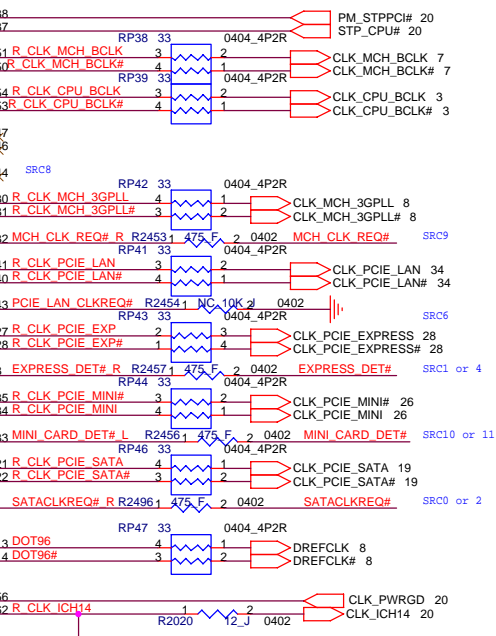 PM_STPPCI# 20
STP_CPU# 20
RP38 33 0404_4P2R
R_CLK_MCH_BCLK 3 2 CLK_MCH_BCLK 7
R_CLK_MCH_BCLK# 4 1 CLK_MCH_BCLK# 7
RP39 33 0404_4P2R
R_CLK_CPU_BCLK 3 2 CLK_CPU_BCLK 3
R_CLK_CPU_BCLK# 4 1 CLK_CPU_BCLK# 3
SRC8
RP42 33 0404_4P2R
R_CLK_MCH_3GPLL 4 1 CLK_MCH_3GPLL 8
R_CLK_MCH_3GPLL# 3 2 CLK_MCH_3GPLL# 8
MCH_CLK_REQ#_R R2453 1 475_F 2 0402 MCH_CLK_REQ# SRC9
RP41 33 0404_4P2R
R_CLK_PCIE_LAN 3 2 CLK_PCIE_LAN 34
R_CLK_PCIE_LAN# 4 1 CLK_PCIE_LAN# 34
PCIE_LAN_CLKREQ# R2454 1 NC_10K_J 2 0402
RP43 33 0404_4P2R SRC6
R_CLK_PCIE_EXP 2 3 CLK_PCIE_EXPRESS 28
R_CLK_PCIE_EXP# 1 4 CLK_PCIE_EXPRESS# 28
EXPRESS_DET#_R R2457 1 475_F 2 0402 EXPRESS_DET# SRC1 or 4
RP44 33 0404_4P2R
R_CLK_PCIE_MINI# 3 2 CLK_PCIE_MINI# 26
R_CLK_PCIE_MINI 4 1 CLK_PCIE_MINI 26
MINI_CARD_DET#_L R2456 1 475_F 2 0402 MINI_CARD_DET# SRC10 or 11
RP46 33 0404_4P2R
R_CLK_PCIE_SATA 4 1 CLK_PCIE_SATA 19
R_CLK_PCIE_SATA# 3 2 CLK_PCIE_SATA# 19
SATACLKREQ#_R R2496 1 475_F 2 0402 SATACLKREQ# SRC0 or 2
RP47 33 0404_4P2R
DOT96 4 1 DREFCLK 8
DOT96# 3 2 DREFCLK# 8
CLK_PWRGD 20
R_CLK_ICH14 1 2 CLK_ICH14 20
R2020 12_J 0402